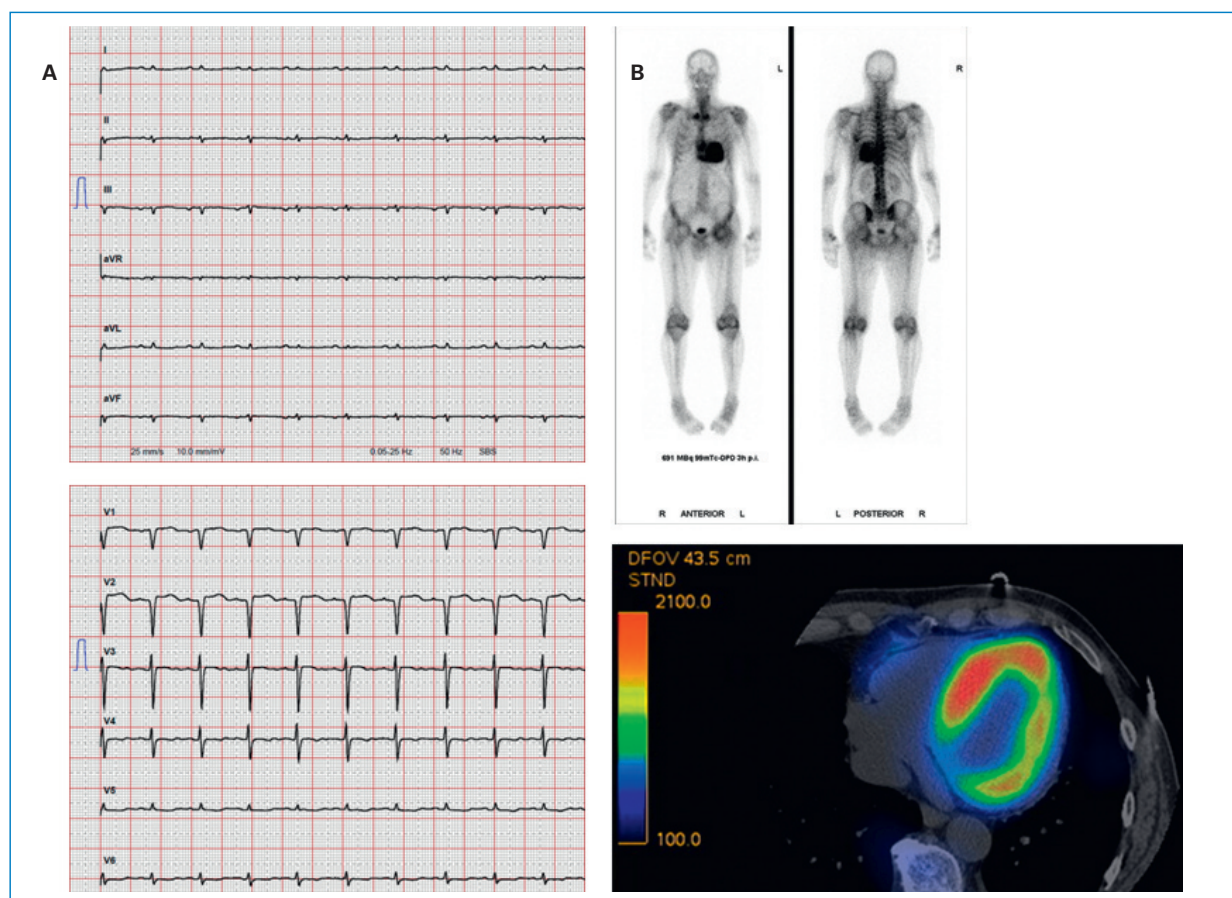 A
I
II
III
aVR
aVL
aVF
25 mm/s 10.0 mm/mV 0.05-25 Hz 50 Hz SBS
V1
V2
V3
V4
V5
V6
B
L
R
691 MBq 99mTc-DPD 3h p.i.
R ANTERIOR L
L POSTERIOR R
DFOV 43.5 cm
STND
2100.0
100.0